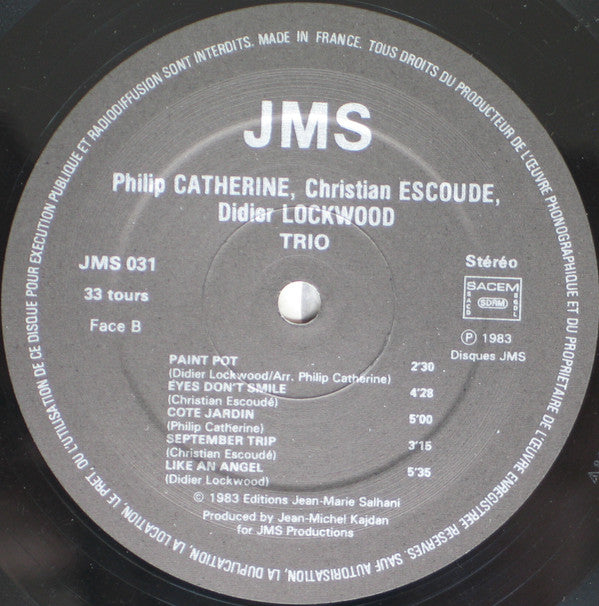 JMS
Philip CATHERINE, Christian ESCOUDE,
Didier LOCKWOOD
TRIO
JMS 031
33 tours
Face B
Stéréo
SACEM
SACD
SDRM
SGDL
Ⓟ 1983
Disques JMS
PAINT POT 2'30
(Didier Lockwood/Arr. Philip Catherine)
EYES DON'T SMILE 4'28
(Christian Escoudé)
COTE JARDIN 5'00
(Philip Catherine)
SEPTEMBER TRIP 3'15
(Christian Escoudé)
LIKE AN ANGEL 5'35
(Didier Lockwood)
© 1983 Editions Jean-Marie Salhani
Produced by Jean-Michel Kajdan
for JMS Productions
MADE IN FRANCE. TOUS DROITS DU PRODUCTEUR DE L'ŒUVRE PHONOGRAPHIQUE ET DU PROPRIETAIRE DE L'ŒUVRE ENREGISTREE RESERVES. SAUF AUTORISATION, LA DUPLICATION, LA LOCATION, LE PRET, OU L'UTILISATION DE CE DISQUE POUR EXECUTION PUBLIQUE ET RADIODIFFUSION SONT INTERDITS.